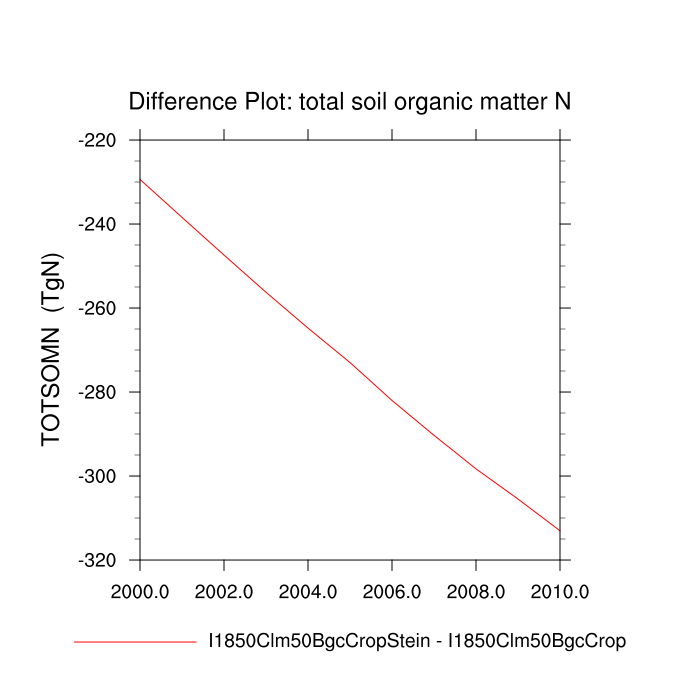 Difference Plot: total soil organic matter N
-220
-240
-260
-280
-300
-320
TOTSOMN (TgN)
2000.0 2002.0 2004.0 2006.0 2008.0 2010.0
I1850Clm50BgcCropStein - I1850Clm50BgcCrop